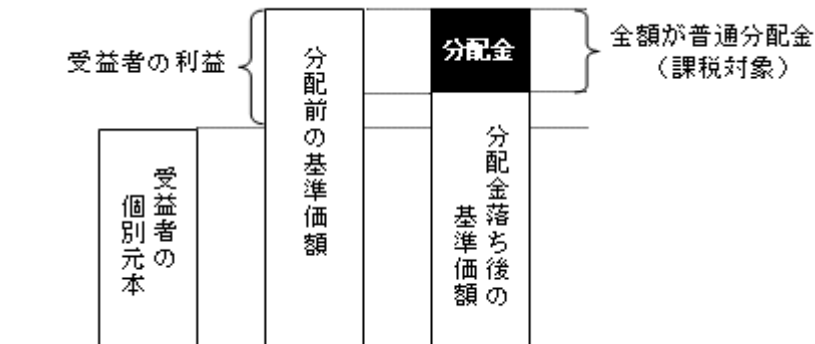 受益者の利益
分配前の基準価額
分配金
全額が普通分配金
（課税対象）
受益者の
個別元本
分配金落ち後の
基準価額